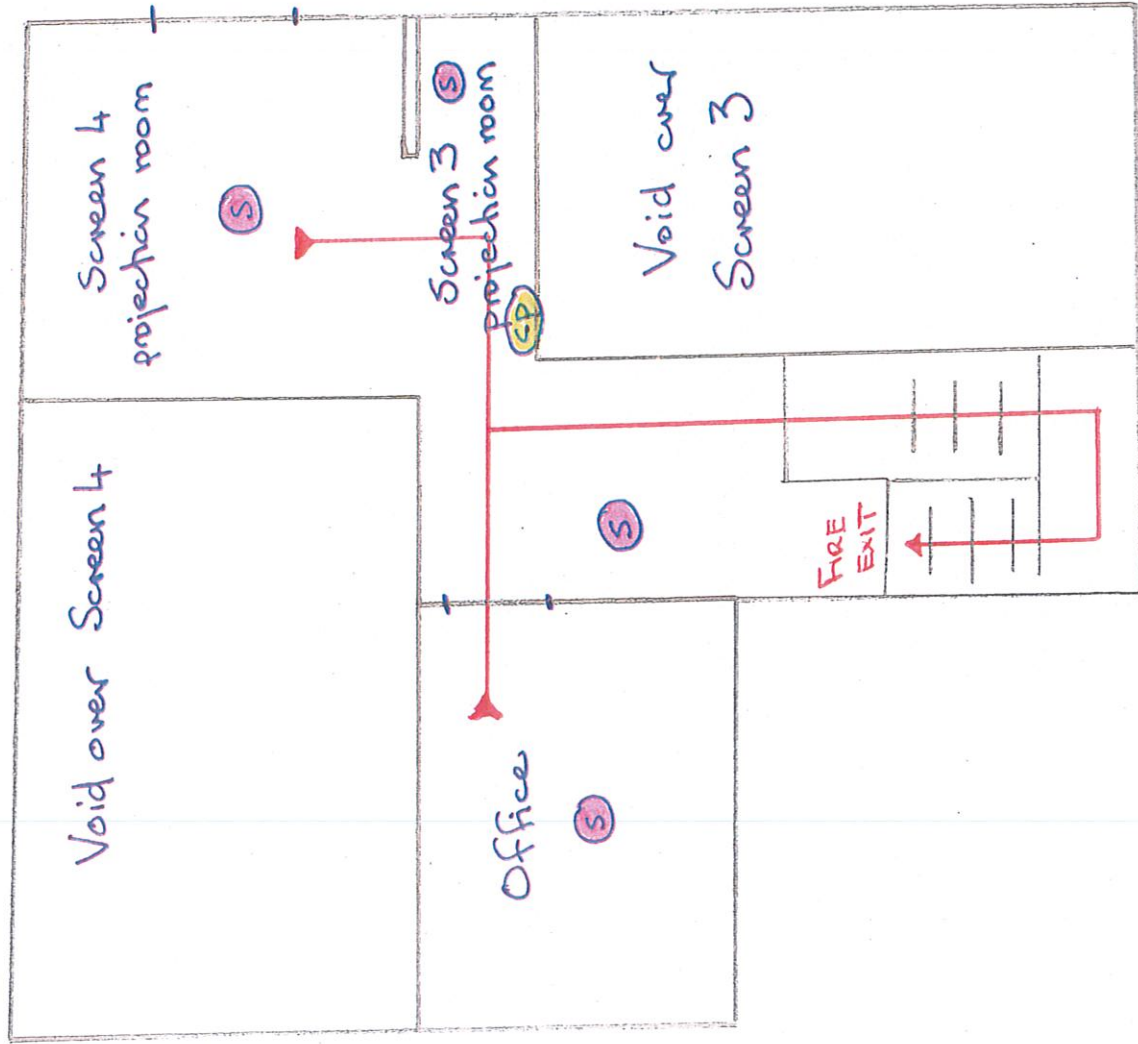 Screen 4
projection room
S
Screen 3
projection room
S
CP
Void over
Screen 3
Void over Screen 4
S
FIRE
EXIT
Office
S